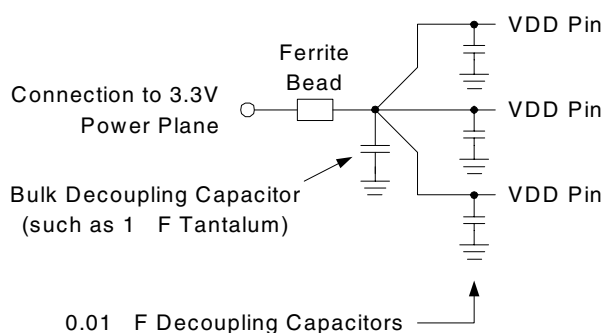 VDD Pin
Ferrite
Bead
Connection to 3.3V
Power Plane
VDD Pin
Bulk Decoupling Capacitor
(such as 1 F Tantalum)
VDD Pin
0.01 F Decoupling Capacitors